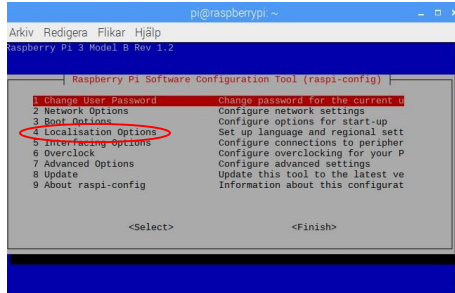 pi@raspberrypi: ~
Arkiv Redigera Flikar Hjälp
Raspberry Pi 3 Model B Rev 1.2
Raspberry Pi Software Configuration Tool (raspi-config)
1 Change User Password Change password for the current u
2 Network Options Configure network settings
3 Boot Options Configure options for start-up
4 Localisation Options Set up language and regional sett
5 Interfacing Options Configure connections to peripher
6 Overclock Configure overclocking for your P
7 Advanced Options Configure advanced settings
8 Update Update this tool to the latest ve
9 About raspi-config Information about this configurat
<Select> <Finish>